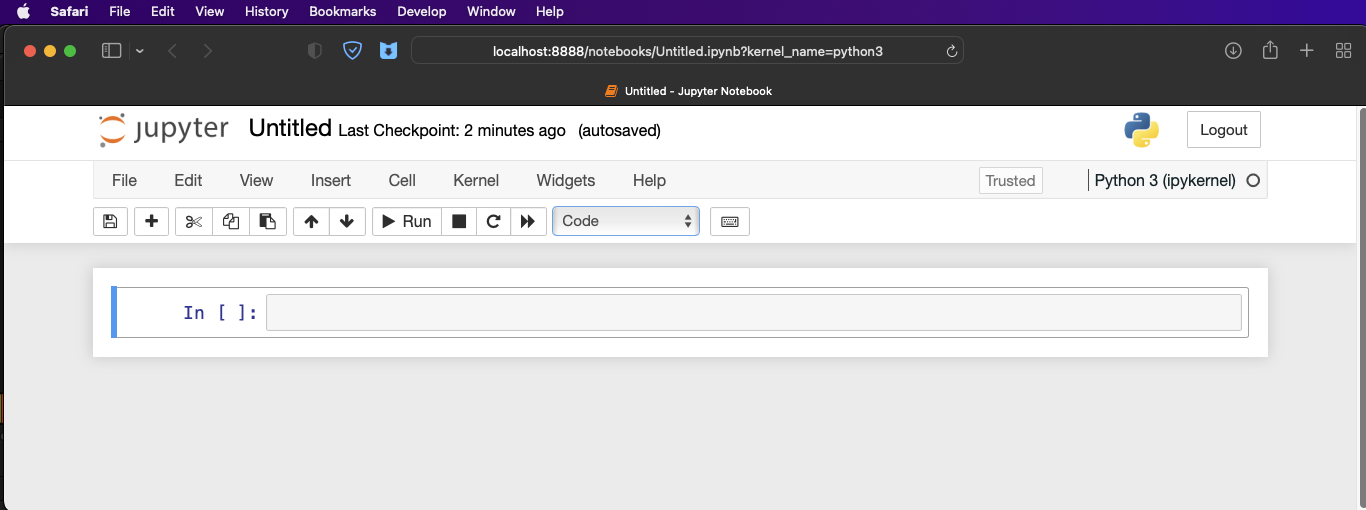 Safari File Edit View History Bookmarks Develop Window Help
localhost:8888/notebooks/Untitled.ipynb?kernel_name=python3
Untitled - Jupyter Notebook
jupyter Untitled Last Checkpoint: 2 minutes ago (autosaved) Logout
File Edit View Insert Cell Kernel Widgets Help Trusted Python 3 (ipykernel)
Run Code
In [ ]: